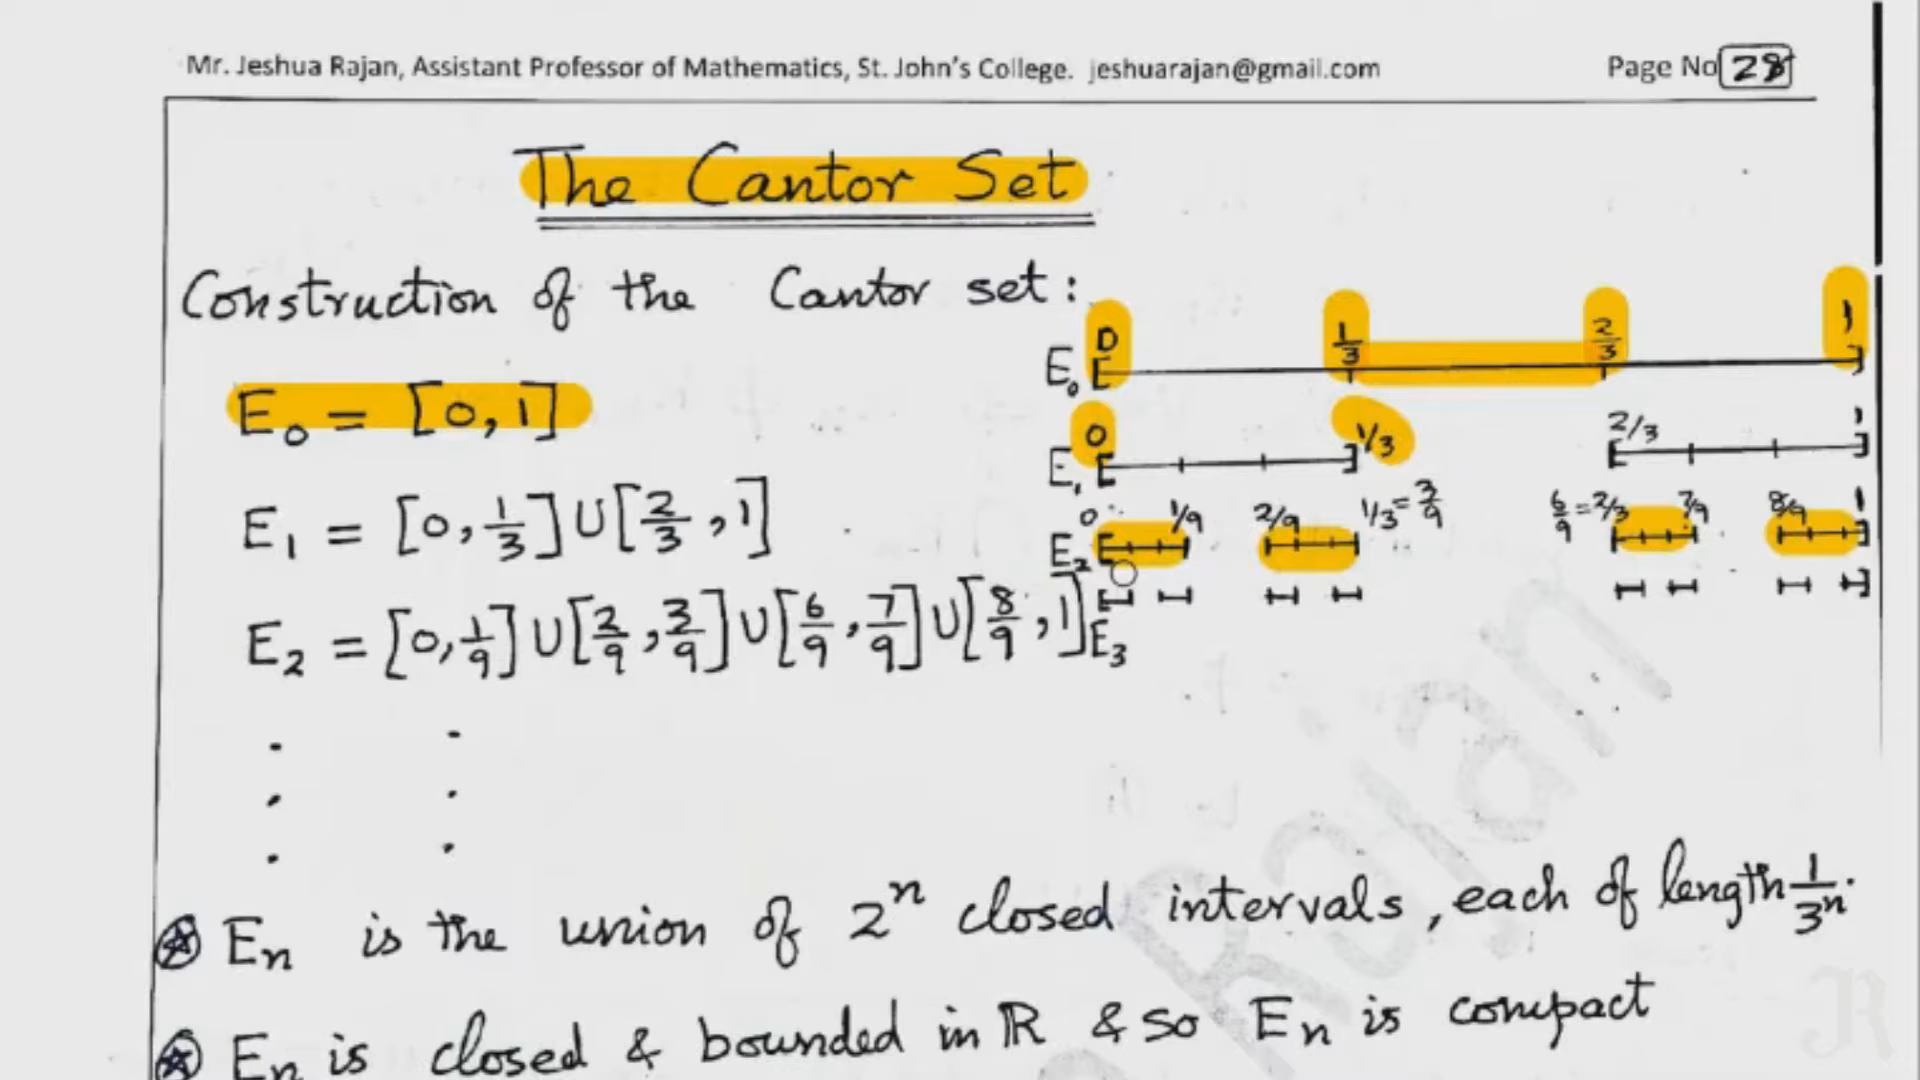 Mr. Jeshua Rajan, Assistant Professor of Mathematics, St. John's College. jeshuarajan@gmail.com Page No 28
The Cantor Set
Construction of the Cantor set:
0 1/3 2/3 1
E₀
E₀ = [0,1]
0 1/3 2/3 1
E₁
E₁ = [0, 1/3] ∪ [2/3, 1]
0 1/9 2/9 1/3 = 3/9 6/9 = 2/3 7/9 8/9 1
E₂
E₂ = [0, 1/9] ∪ [2/9, 3/9] ∪ [6/9, 7/9] ∪ [8/9, 1]
E₃
Eₙ is the union of 2ⁿ closed intervals, each of length 1/3ⁿ.
Eₙ is closed & bounded in ℝ & so Eₙ is compact
Rajan
JR